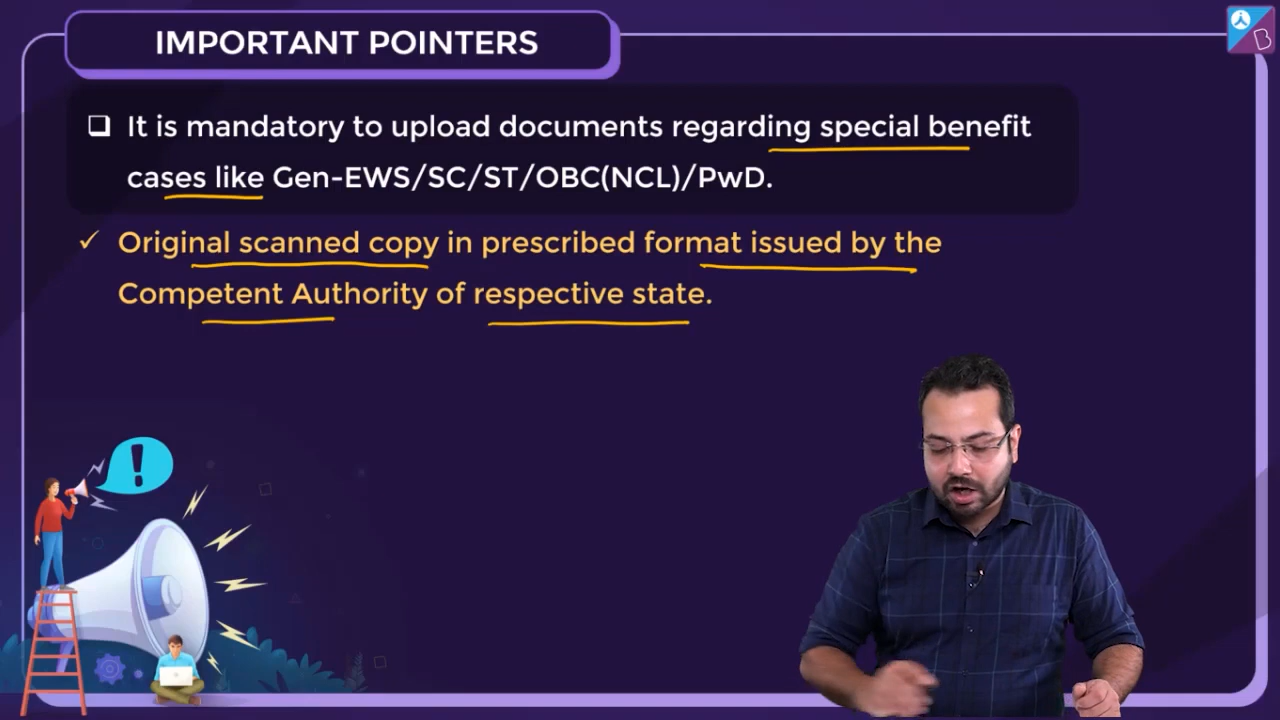 IMPORTANT POINTERS
❑ It is mandatory to upload documents regarding special benefit
cases like Gen-EWS/SC/ST/OBC(NCL)/PwD.
✓ Original scanned copy in prescribed format issued by the
Competent Authority of respective state.
!
B